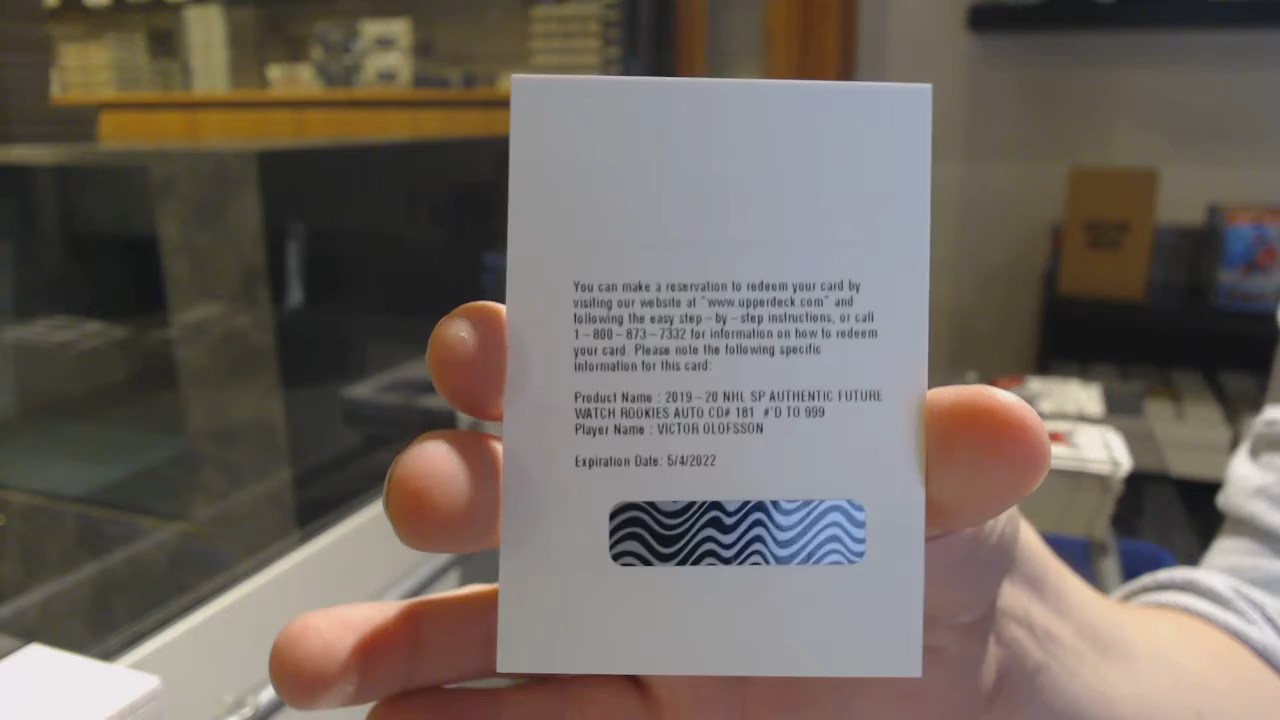 You can make a reservation to redeem your card by
visiting our website at "www.upperdeck.com" and
following the easy step-by-step instructions, or call
1-800-873-7332 for information on how to redeem
your card. Please note the following specific
information for this card:
Product Name : 2019-20 NHL SP AUTHENTIC FUTURE
WATCH ROOKIES AUTO CD# 181 #'D TO 999
Player Name : VICTOR OLOFSSON
Expiration Date: 5/4/2022